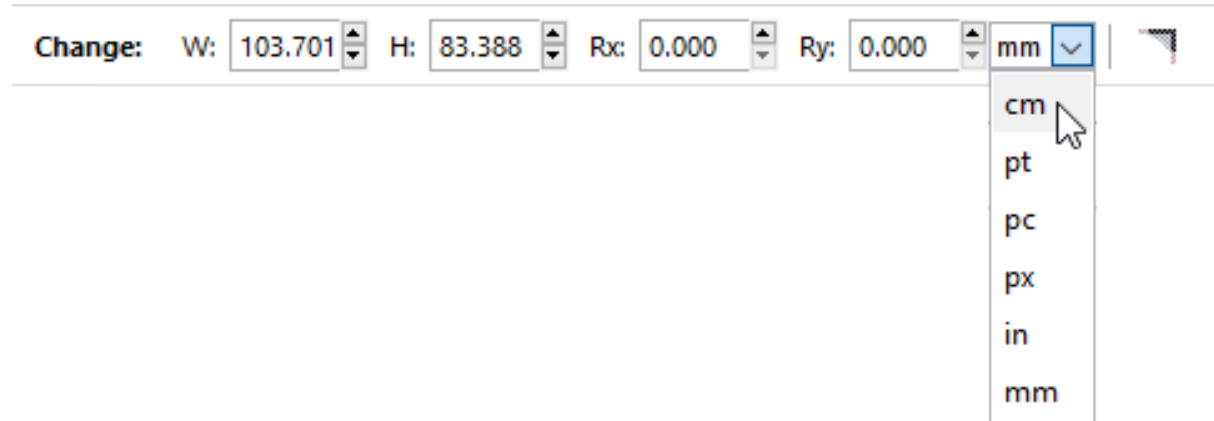 Change: W: 103.701 H: 83.388 Rx: 0.000 Ry: 0.000 mm
cm
pt
pc
px
in
mm